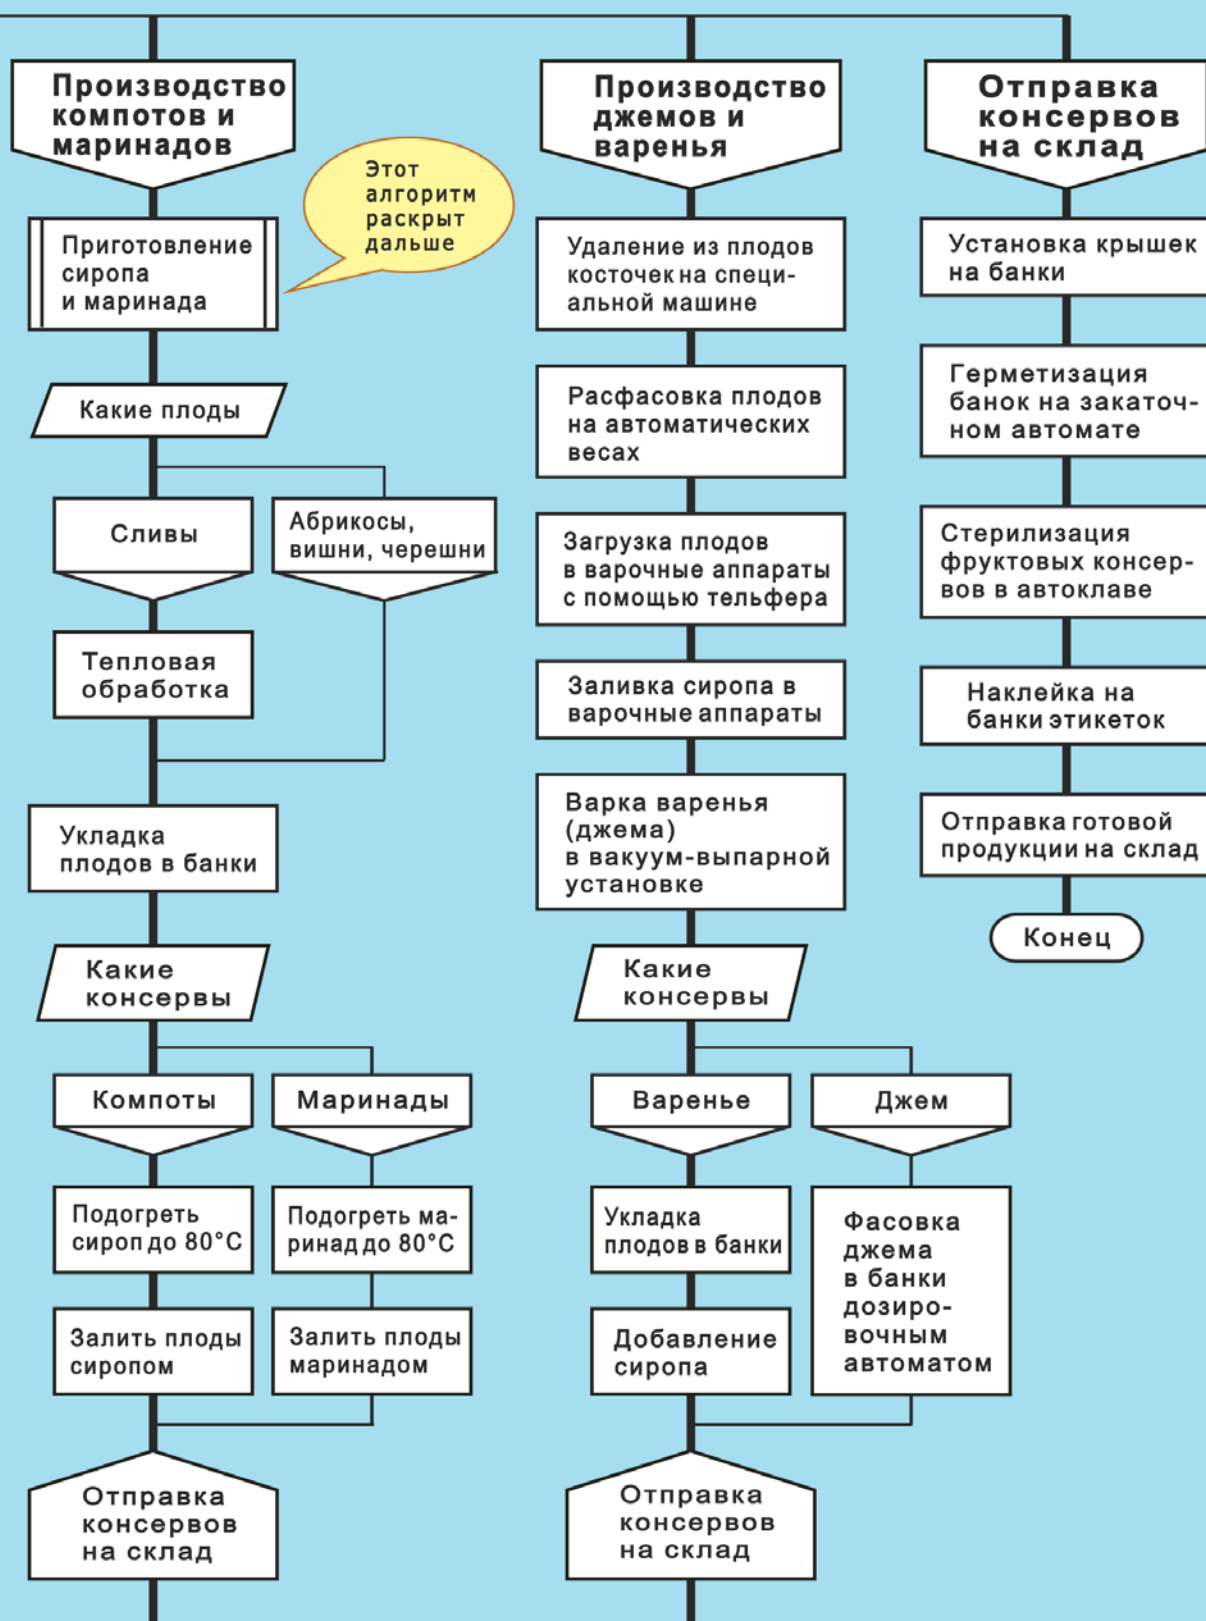 Производство
компотов и
маринадов
Этот
алгоритм
раскрыт
дальше
Приготовление
сиропа
и маринада
Какие плоды
Сливы
Абрикосы,
вишни, черешни
Тепловая
обработка
Укладка
плодов в банки
Какие
консервы
Компоты
Маринады
Подогреть
сироп до 80°С
Подогреть ма-
ринад до 80°С
Залить плоды
сиропом
Залить плоды
маринадом
Отправка
консервов
на склад
Производство
джемов и
варенья
Удаление из плодов
косточек на специ-
альной машине
Расфасовка плодов
на автоматических
весах
Загрузка плодов
в варочные аппараты
с помощью тельфера
Заливка сиропа в
варочные аппараты
Варка варенья
(джема)
в вакуум-выпарной
установке
Какие
консервы
Варенье
Джем
Укладка
плодов в банки
Добавление
сиропа
Фасовка
джема
в банки
дозиро-
вочным
автоматом
Отправка
консервов
на склад
Отправка
консервов
на склад
Установка крышек
на банки
Герметизация
банок на закаточ-
ном автомате
Стерилизация
фруктовых консер-
вов в автоклаве
Наклейка на
банки этикеток
Отправка готовой
продукции на склад
Конец